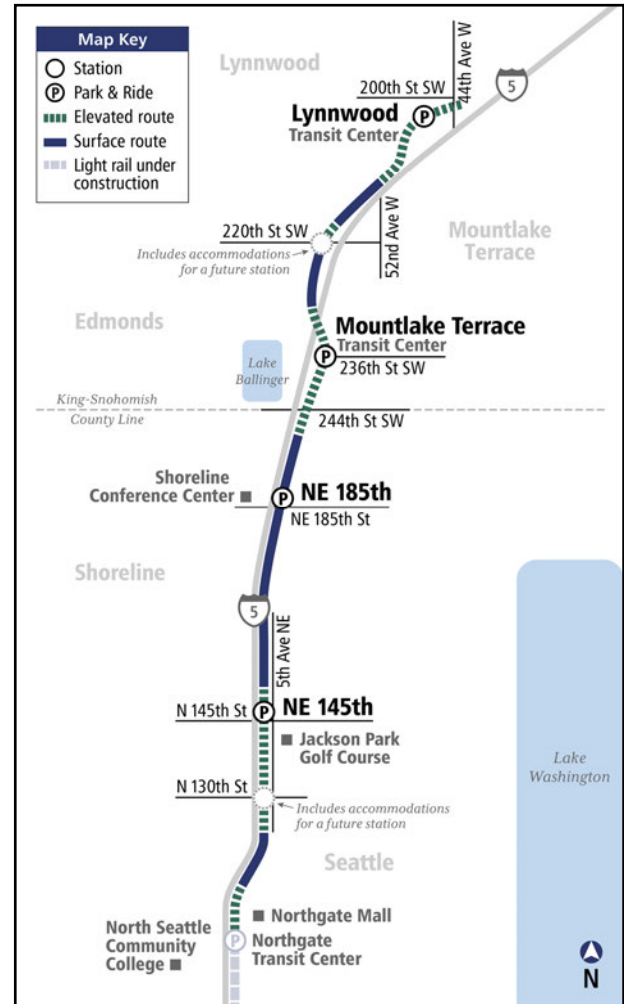 Map Key
Station
P Park & Ride
Elevated route
Surface route
Light rail under
construction
Lynnwood
200th St SW
44th Ave W
5
Lynnwood
P
Transit Center
220th St SW
52nd Ave W
Includes accommodations
for a future station
Mountlake
Terrace
Edmonds
Mountlake Terrace
Transit Center
P
236th St SW
Lake
Ballinger
King-Snohomish
County Line
244th St SW
Shoreline
Conference Center
P
NE 185th
NE 185th St
Shoreline
5
5th Ave NE
N 145th St
P
NE 145th
Jackson Park
Golf Course
Lake
Washington
N 130th St
Includes accommodations
for a future station
Seattle
Northgate Mall
North Seattle
Community
College
P
Northgate
Transit Center
N